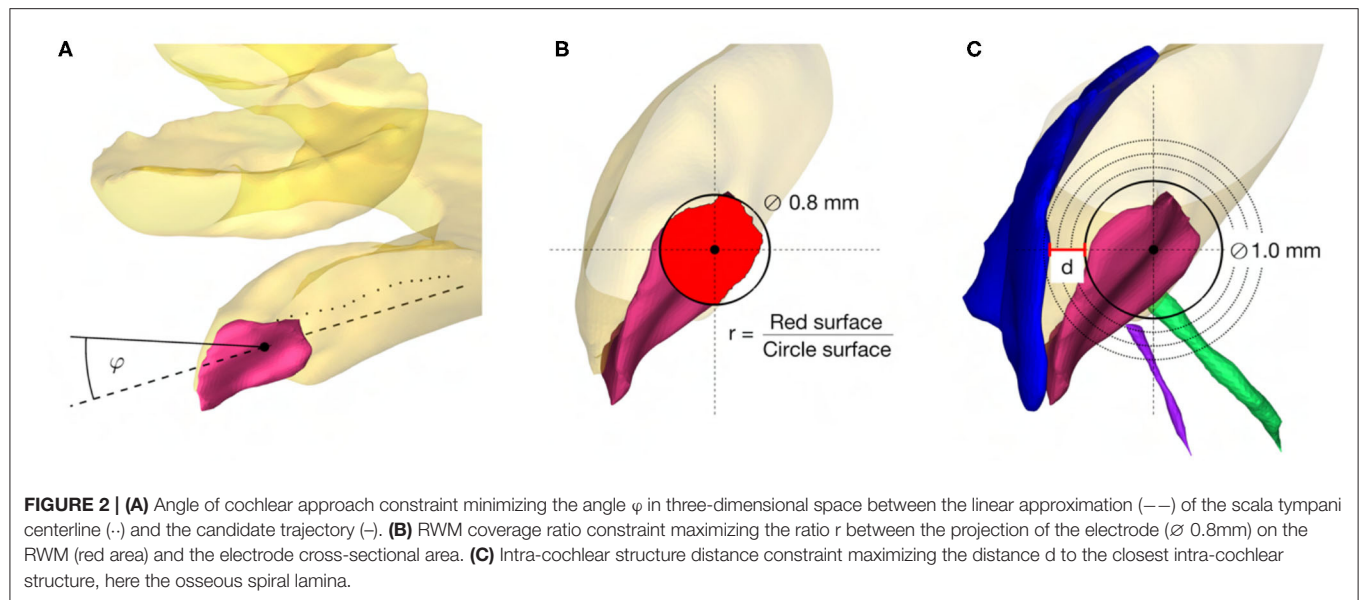 A
B
C
φ
∅ 0.8 mm
r = Red surface
Circle surface
d
∅ 1.0 mm
FIGURE 2 | (A) Angle of cochlear approach constraint minimizing the angle φ in three-dimensional space between the linear approximation (−−) of the scala tympani
centerline (··) and the candidate trajectory (–). (B) RWM coverage ratio constraint maximizing the ratio r between the projection of the electrode (∅ 0.8mm) on the
RWM (red area) and the electrode cross-sectional area. (C) Intra-cochlear structure distance constraint maximizing the distance d to the closest intra-cochlear
structure, here the osseous spiral lamina.